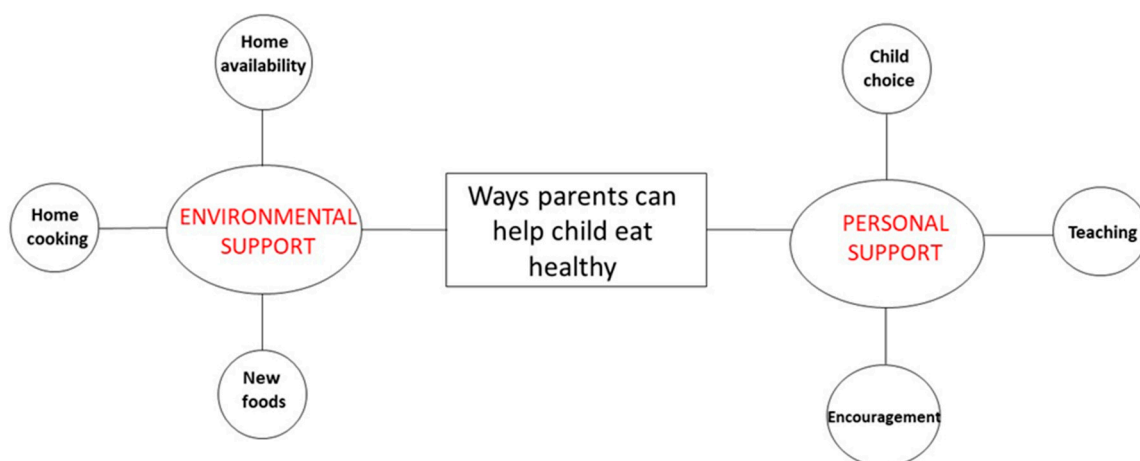 Home
availability
Home
cooking
ENVIRONMENTAL
SUPPORT
New
foods
Ways parents can
help child eat
healthy
Child
choice
PERSONAL
SUPPORT
Teaching
Encouragement